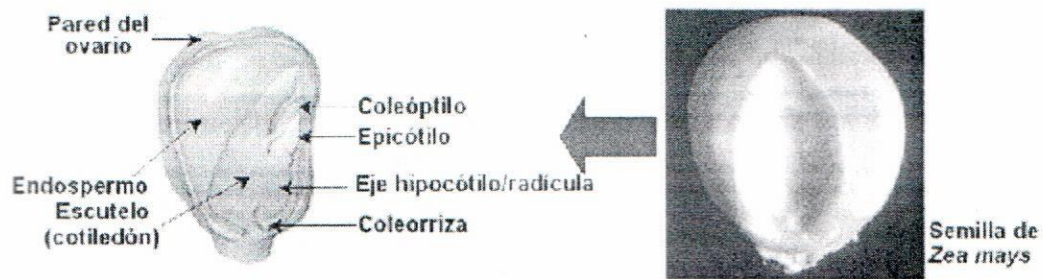 Pared del
ovario
Coleóptilo
Epicótilo
Endospermo
Escutelo
(cotiledón)
Eje hipocótilo/radícula
Coleorriza
Semilla de
Zea mays